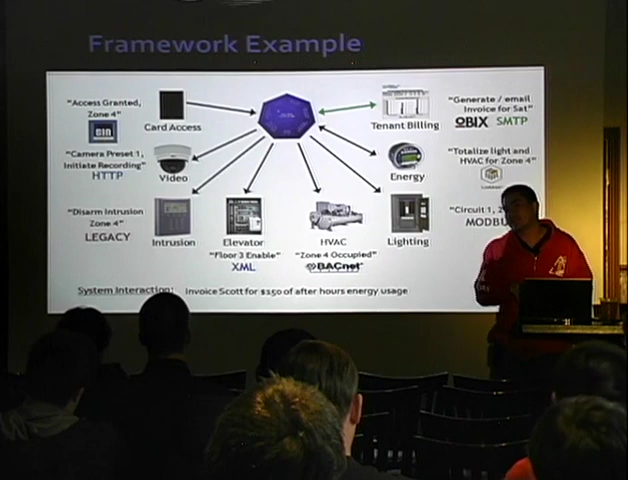 Framework Example
"Access Granted,
Zone 4"
Card Access
Tenant Billing
"Generate / email
Invoice for Sat"
OBIX SMTP
"Camera Preset 1,
Initiate Recording"
HTTP
Video
Energy
"Totalize light and
HVAC for Zone 4"
"Disarm Intrusion
Zone 4"
LEGACY
Intrusion
Elevator
"Floor 3 Enable"
XML
HVAC
"Zone 4 Occupied"
BACnet
Lighting
"Circuit 1,
MODBU
System Interaction: Invoice Scott for $150 of after hours energy usage